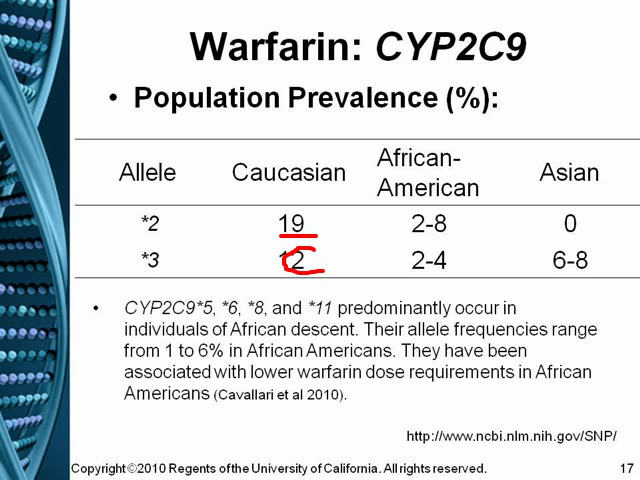 Warfarin: CYP2C9
• Population Prevalence (%):
Allele Caucasian African-American Asian
*2 19 2-8 0
*3 12 2-4 6-8
• CYP2C9*5, *6, *8, and *11 predominantly occur in
individuals of African descent. Their allele frequencies range
from 1 to 6% in African Americans. They have been
associated with lower warfarin dose requirements in African
Americans (Cavallari et al 2010).
http://www.ncbi.nlm.nih.gov/SNP/
Copyright ©2010 Regents of the University of California. All rights reserved. 17